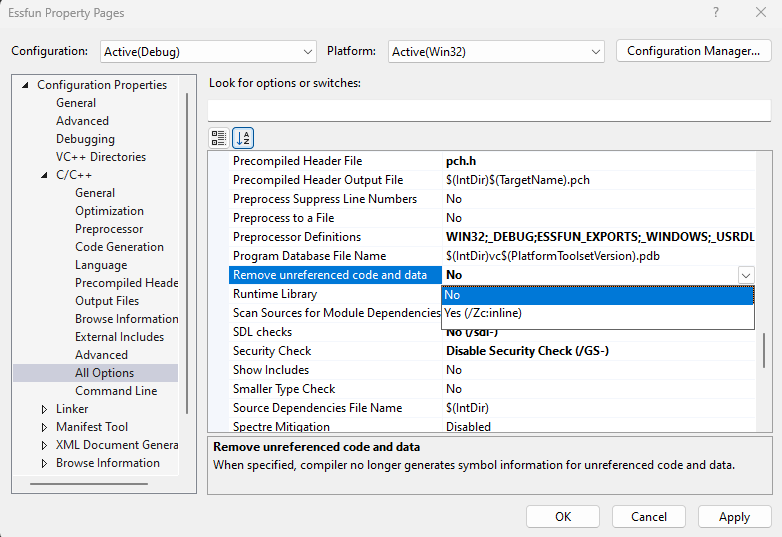 Essfun Property Pages
?
Configuration: Active(Debug) Platform: Active(Win32) Configuration Manager...
Configuration Properties
General
Advanced
Debugging
VC++ Directories
C/C++
General
Optimization
Preprocessor
Code Generation
Language
Precompiled Heade
Output Files
Browse Information
External Includes
Advanced
All Options
Command Line
Linker
Manifest Tool
XML Document Genera
Browse Information
Look for options or switches:
A
Z
Precompiled Header File pch.h
Precompiled Header Output File $(IntDir)$(TargetName).pch
Preprocess Suppress Line Numbers No
Preprocess to a File No
Preprocessor Definitions WIN32;_DEBUG;ESSFUN_EXPORTS;_WINDOWS;_USRDL
Program Database File Name $(IntDir)vc$(PlatformToolsetVersion).pdb
Remove unreferenced code and data No
Runtime Library No
Scan Sources for Module Dependencies Yes (/Zc:inline)
SDL checks No (/sdl-)
Security Check Disable Security Check (/GS-)
Show Includes No
Smaller Type Check No
Source Dependencies File Name $(IntDir)
Spectre Mitigation Disabled
Remove unreferenced code and data
When specified, compiler no longer generates symbol information for unreferenced code and data.
OK Cancel Apply